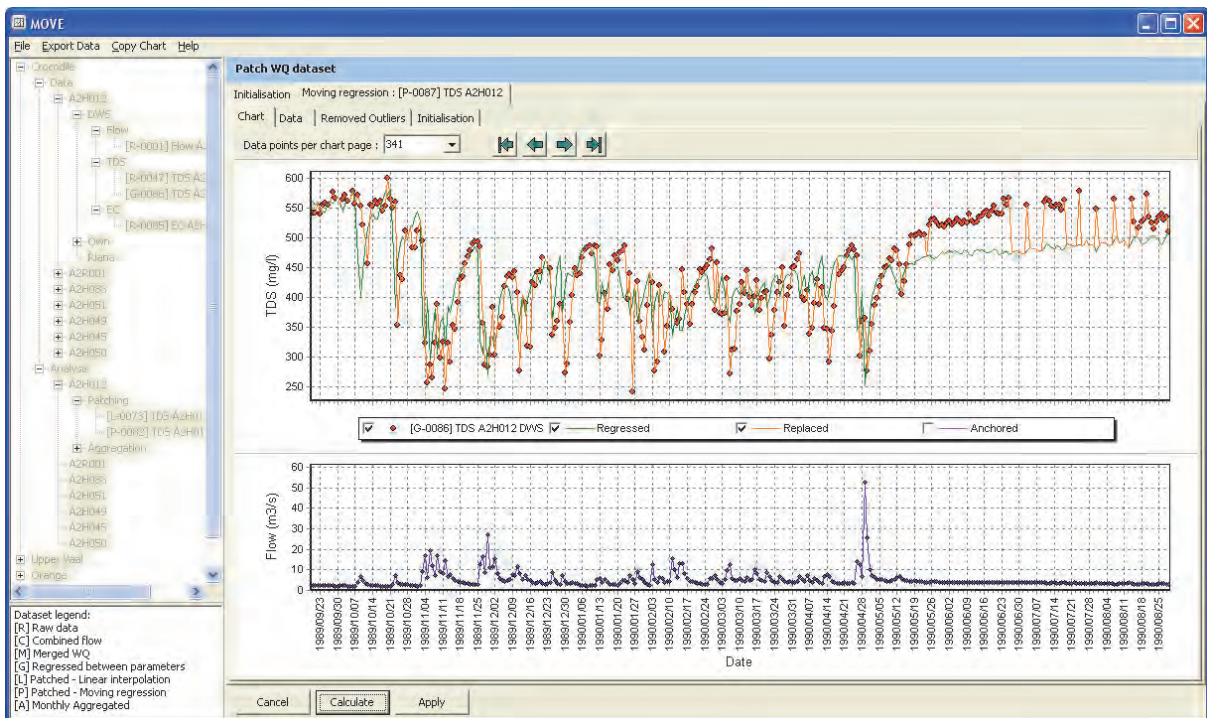 MOVE
File Export Data Copy Chart Help
Crocodile
Data
A2H012
DWS
Flow
[R-0001] Flow A
TDS
[R-0047] TDS A2
[G-0086] TDS A2
EC
[R-0085] EC A2H
Own
Riana
A2R001
A2H086
A2H051
A2H049
A2H045
A2H050
Analysis
A2H012
Patching
[L-0073] TDS A2H01
[P-0082] TDS A2H01
Aggregation
A2R001
A2H086
A2H051
A2H049
A2H045
A2H050
Upper Vaal
Orange
Dataset legend:
[R] Raw data
[C] Combined flow
[M] Merged WQ
[G] Regressed between parameters
[L] Patched - Linear interpolation
[P] Patched - Moving regression
[A] Monthly Aggregated
Patch WQ dataset
Initialisation Moving regression : [P-0087] TDS A2H012
Chart Data Removed Outliers Initialisation
Data points per chart page : 341
TDS (mg/l)
600
550
500
450
400
350
300
250
[G-0086] TDS A2H012 DWS Regressed Replaced Anchored
Flow (m3/s)
60
50
40
30
20
10
0
1989/09/23
1989/09/30
1989/10/07
1989/10/14
1989/10/21
1989/10/28
1989/11/04
1989/11/11
1989/11/18
1989/11/25
1989/12/02
1989/12/09
1989/12/16
1989/12/23
1989/12/30
1990/01/06
1990/01/13
1990/01/20
1990/01/27
1990/02/03
1990/02/10
1990/02/17
1990/02/24
1990/03/03
1990/03/10
1990/03/17
1990/03/24
1990/03/31
1990/04/07
1990/04/14
1990/04/21
1990/04/28
1990/05/05
1990/05/12
1990/05/19
1990/05/26
1990/06/02
1990/06/09
1990/06/16
1990/06/23
1990/06/30
1990/07/07
1990/07/14
1990/07/21
1990/07/28
1990/08/04
1990/08/11
1990/08/18
1990/08/25
Date
Cancel Calculate Apply